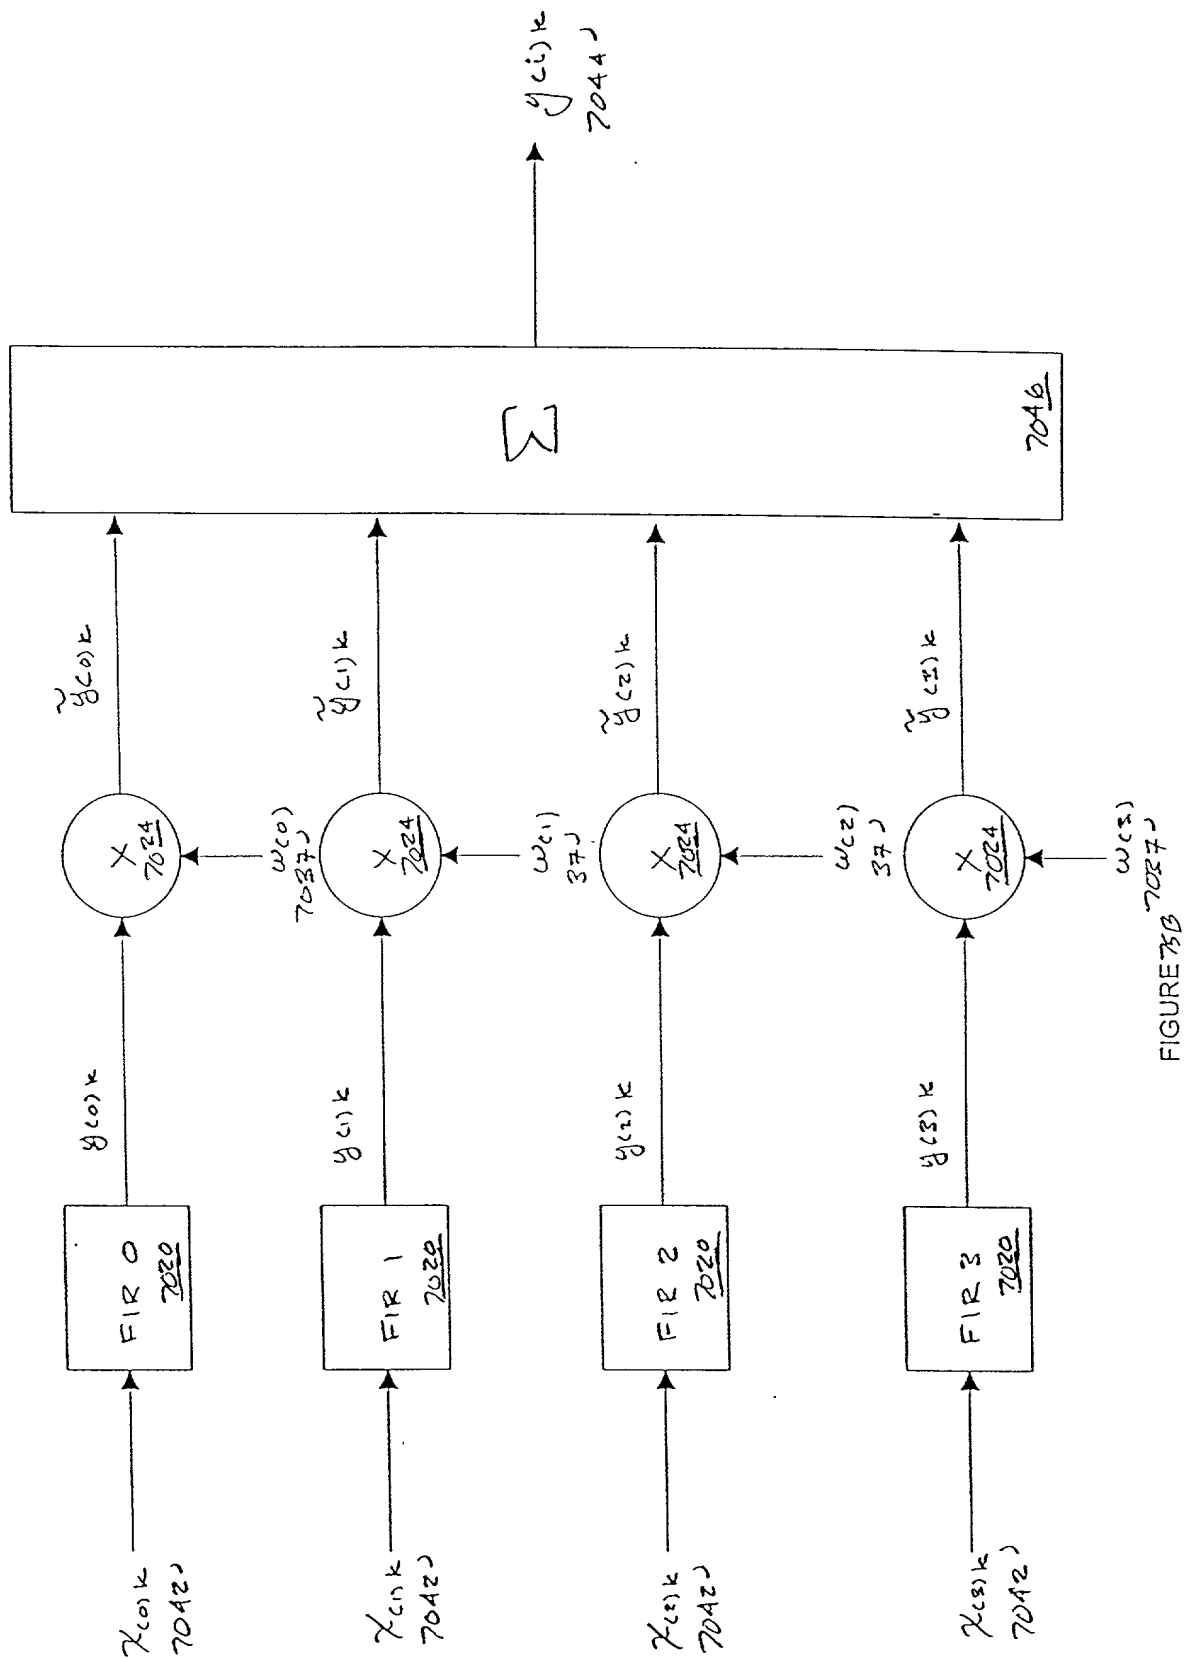 x(0)k
7042
FIR 0
7020
y(0)k
X
7024
w(0)
7037
ỹ(0)k
x(1)k
7042
FIR 1
7020
y(1)k
X
7024
w(1)
37
ỹ(1)k
x(2)k
7042
FIR 2
7020
y(2)k
X
7024
w(2)
37
ỹ(2)k
x(3)k
7042
FIR 3
7020
y(3)k
X
7024
w(3)
7037
ỹ(3)k
Σ
7046
y(i)k
7044
FIGURE 75B